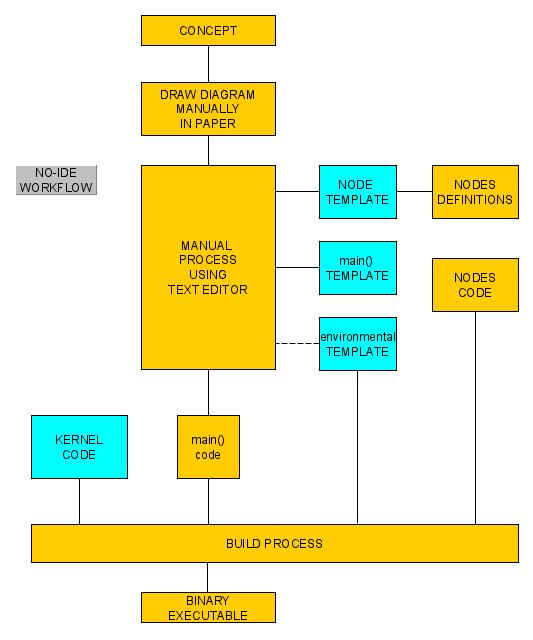 CONCEPT
DRAW DIAGRAM
MANUALLY
IN PAPER
NO-IDE
WORKFLOW
MANUAL
PROCESS
USING
TEXT EDITOR
NODE
TEMPLATE
NODES
DEFINITIONS
main()
TEMPLATE
NODES
CODE
environmental
TEMPLATE
KERNEL
CODE
main()
code
BUILD PROCESS
BINARY
EXECUTABLE